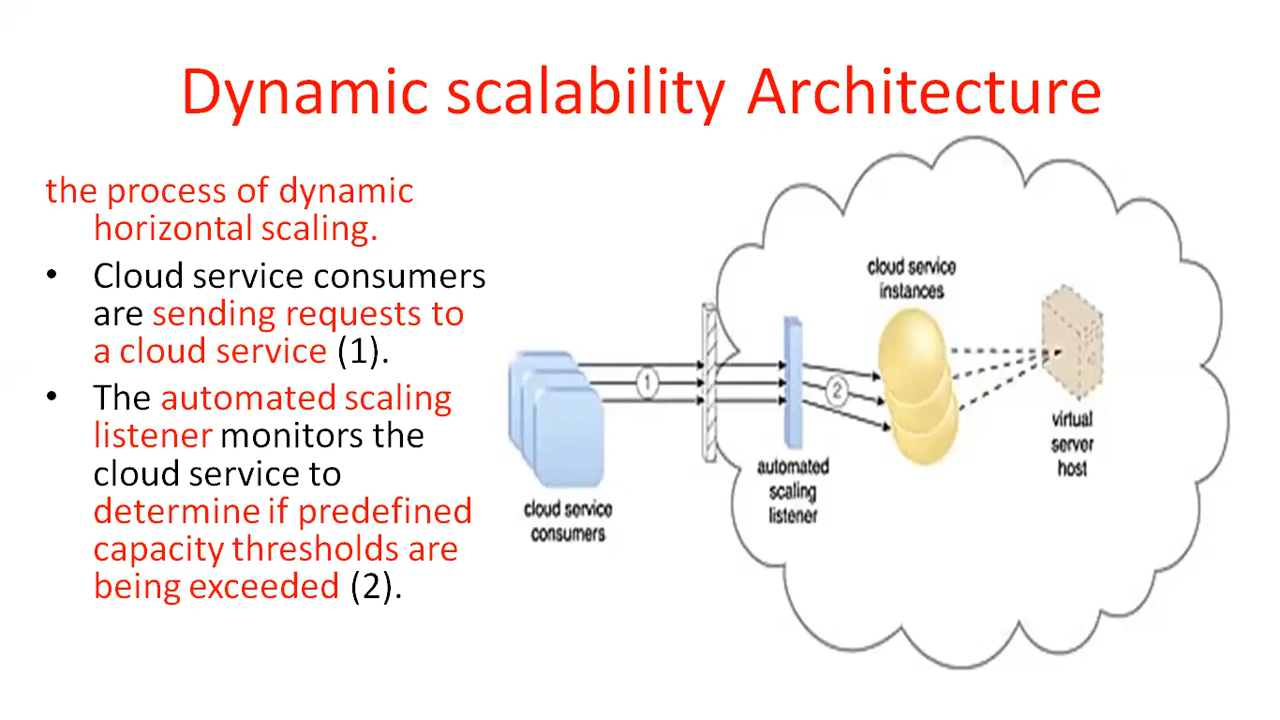 Dynamic scalability Architecture
the process of dynamic
horizontal scaling.
• Cloud service consumers
are sending requests to
a cloud service (1).
• The automated scaling
listener monitors the
cloud service to
determine if predefined
capacity thresholds are
being exceeded (2).
cloud service
consumers
1
automated
scaling
listener
2
cloud service
instances
virtual
server
host